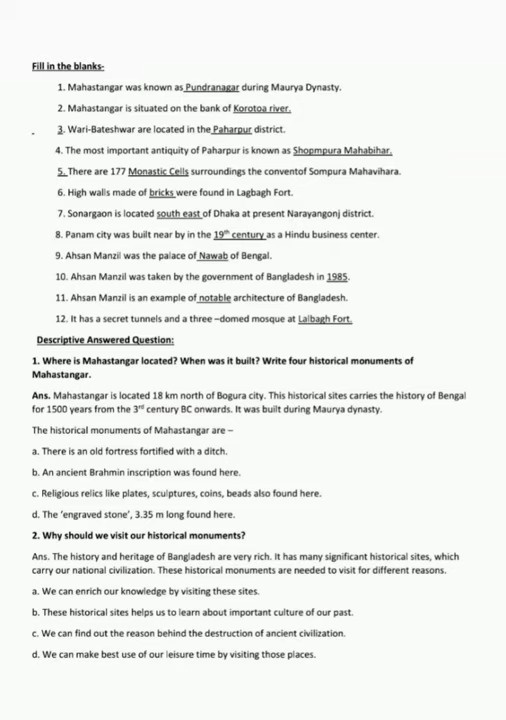 Fill in the blanks-
1. Mahastangar was known as Pundranagar during Maurya Dynasty.
2. Mahastangar is situated on the bank of Korotoa river.
3. Wari-Bateshwar are located in the Paharpur district.
4. The most important antiquity of Paharpur is known as Shopmpura Mahabihar.
5. There are 177 Monastic Cells surroundings the conventof Sompura Mahavihara.
6. High walls made of bricks were found in Lagbagh Fort.
7. Sonargaon is located south east of Dhaka at present Narayangonj district.
8. Panam city was built near by in the 19th century as a Hindu business center.
9. Ahsan Manzil was the palace of Nawab of Bengal.
10. Ahsan Manzil was taken by the government of Bangladesh in 1985.
11. Ahsan Manzil is an example of notable architecture of Bangladesh.
12. It has a secret tunnels and a three –domed mosque at Lalbagh Fort.
Descriptive Answered Question:
1. Where is Mahastangar located? When was it built? Write four historical monuments of
Mahastangar.
Ans. Mahastangar is located 18 km north of Bogura city. This historical sites carries the history of Bengal
for 1500 years from the 3rd century BC onwards. It was built during Maurya dynasty.
The historical monuments of Mahastangar are –
a. There is an old fortress fortified with a ditch.
b. An ancient Brahmin inscription was found here.
c. Religious relics like plates, sculptures, coins, beads also found here.
d. The ‘engraved stone’, 3.35 m long found here.
2. Why should we visit our historical monuments?
Ans. The history and heritage of Bangladesh are very rich. It has many significant historical sites, which
carry our national civilization. These historical monuments are needed to visit for different reasons.
a. We can enrich our knowledge by visiting these sites.
b. These historical sites helps us to learn about important culture of our past.
c. We can find out the reason behind the destruction of ancient civilization.
d. We can make best use of our leisure time by visiting those places.